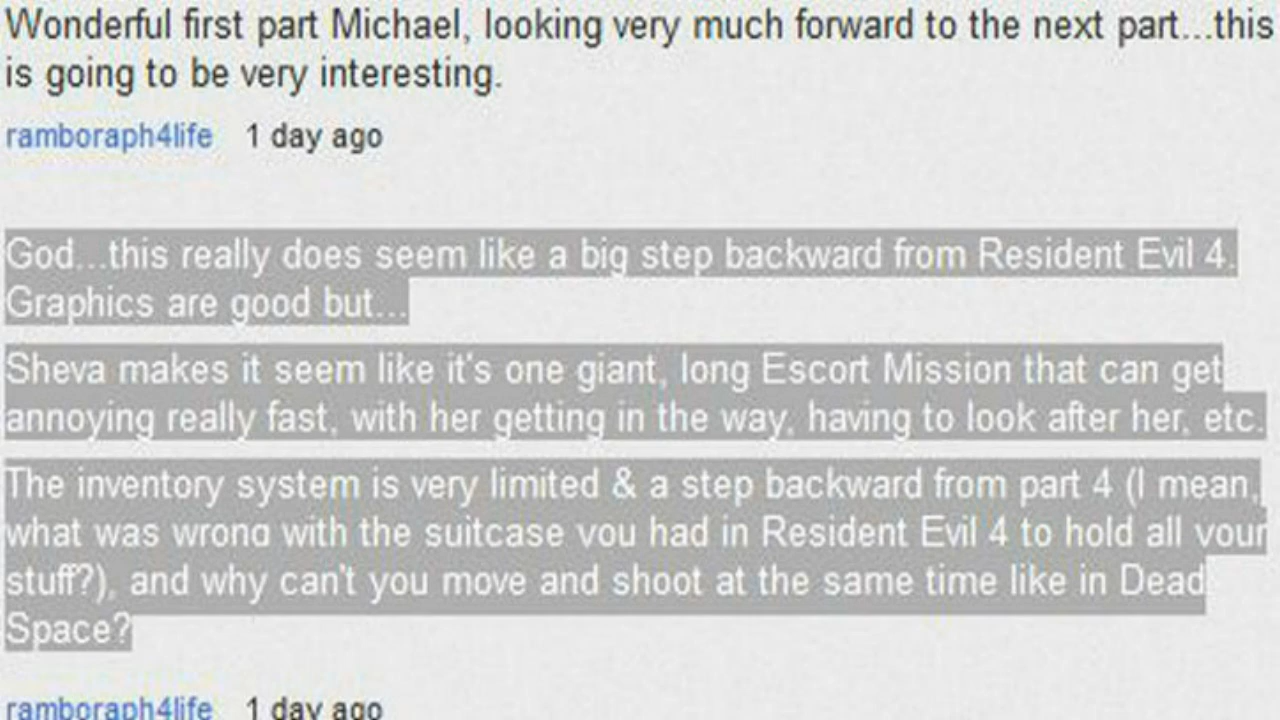 Wonderful first part Michael, looking very much forward to the next part...this
is going to be very interesting.
ramboraph4life 1 day ago
God...this really does seem like a big step backward from Resident Evil 4.
Graphics are good but...
Sheva makes it seem like it's one giant, long Escort Mission that can get
annoying really fast, with her getting in the way, having to look after her, etc.
The inventory system is very limited & a step backward from part 4 (I mean,
what was wrong with the suitcase you had in Resident Evil 4 to hold all your
stuff?), and why can't you move and shoot at the same time like in Dead
Space?
ramboraph4life 1 day ago